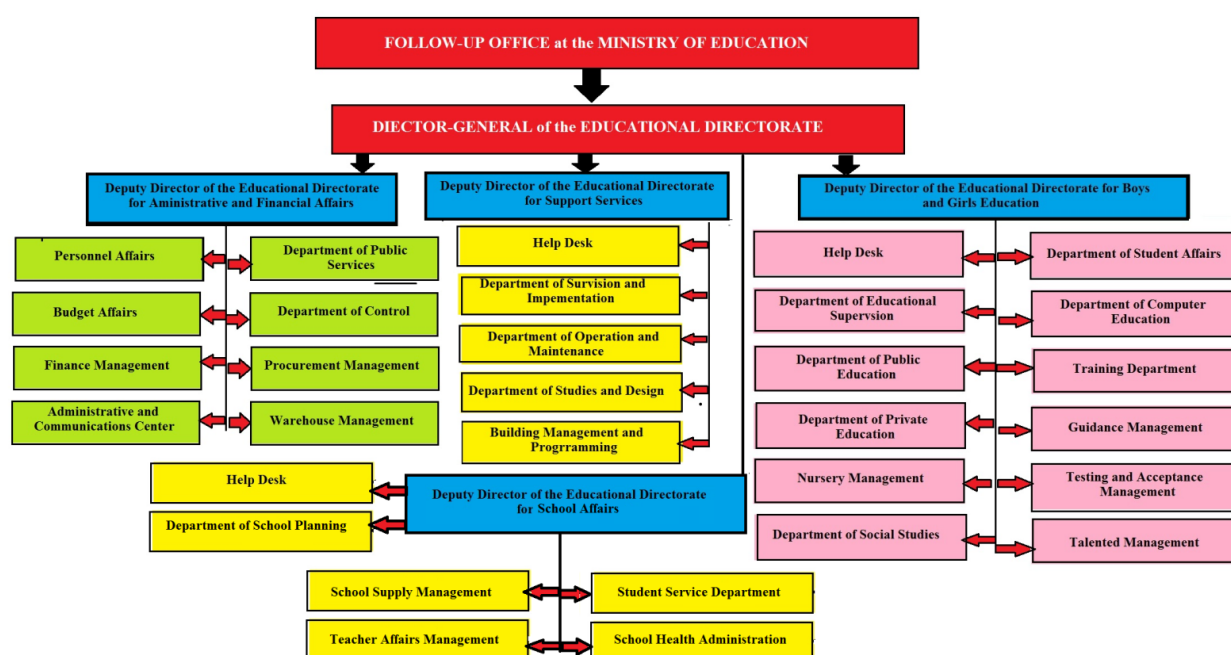 FOLLOW-UP OFFICE at the MINISTRY OF EDUCATION
DIECTOR-GENERAL of the EDUCATIONAL DIRECTORATE
Deputy Director of the Educational Directorate
for Aministrative and Financial Affairs
Deputy Director of the Educational Directorate
for Support Services
Deputy Director of the Educational Directorate for Boys
and Girls Education
Personnel Affairs
Department of Public
Services
Budget Affairs
Department of Control
Finance Management
Procurement Management
Administrative and
Communications Center
Warehouse Management
Help Desk
Department of Survision and
Impementation
Department of Operation and
Maintenance
Department of Studies and Design
Building Management and
Progrramming
Help Desk
Department of Student Affairs
Department of Educational
Supervsion
Department of Computer
Education
Department of Public
Education
Training Department
Department of Private
Education
Guidance Management
Nursery Management
Testing and Acceptance
Management
Department of Social Studies
Talented Management
Deputy Director of the Educational Directorate
for School Affairs
Help Desk
Department of School Planning
School Supply Management
Student Service Department
Teacher Affairs Management
School Health Administration